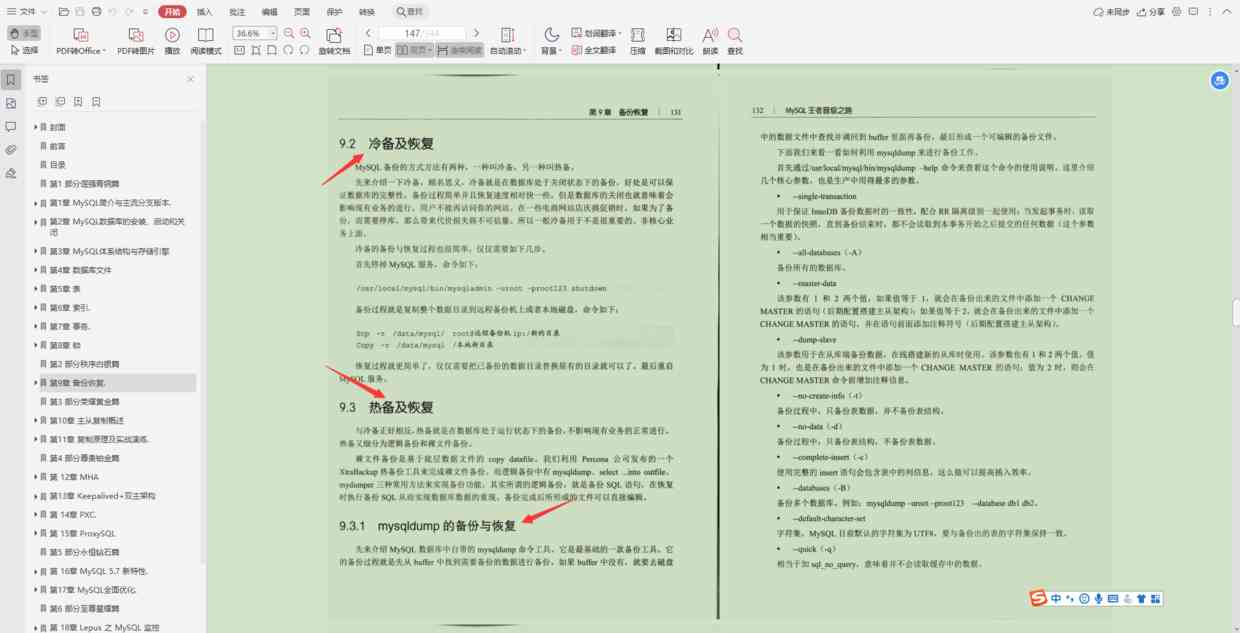 文件
开始
插入
批注
编辑
页面
保护
转换
查找
未同步
分享
手型
选择
PDF转Office
PDF转图片
播放
阅读模式
36.6%
旋转文档
147
单页
双页
连续阅读
自动滚动
背景
划词翻译
全文翻译
压缩
截图和对比
朗读
查找
书签
封面
前言
目录
第1 部分倔强青铜篇
第1章 MySQL简介与主流分支版本.
第2章 MySQL数据库的安装、启动和关闭
第3章 MySQL体系结构与存储引擎
第4章 数据库文件
第5章 表
第6章 索引.
第7章 事务.
第8章 锁
第2 部分秩序白银篇
第9章 备份恢复.
第3 部分荣耀黄金篇
第10章 主从复制概述
第11章 复制原理及实战演练.
第4 部分尊贵铂金篇
第 12章 MHA
第13章 Keepalived+双主架构
第 14章 PXC.
第 15章 ProxySQL
第5 部分永恒钻石篇
第 16章 MySQL 5.7 新特性.
第17章 MySQL全面优化.
第6 部分至尊星耀篇
第 18章 Lepus 之 MySQL 监控
第 9 章 备份恢复 | 131
9.2 冷备及恢复
MySQL 备份的方式方法有两种，一种叫冷备，另一种叫热备。
先来介绍一下冷备，顾名思义，冷备就是在数据库处于关闭状态下的备份，好处是可以保
证数据库的完整性，备份过程简单并且恢复速度相对快一些，但是数据库的关闭也就意味着会
影响现有业务的进行，用户不能再访问你的网站。在一些电商网站店庆搞促销时，如果为了备
份，而需要停库，那么带来代价损失将不可估量。所以一般冷备用于不是很重要的、非核心业
务上面。
冷备的备份与恢复过程也很简单，仅仅需要如下几步。
首先停掉 MySQL 服务，命令如下：
/usr/local/mysql/bin/mysqladmin -uroot -proot123 shutdown
备份过程就是复制整个数据目录到远程备份机上或者本地磁盘，命令如下：
Scp -r /data/mysql/ root@远程备份机 ip:/新的目录
Copy -r /data/mysql /本地新目录
恢复过程就更简单了，仅仅需要把已备份的数据目录替换原有的目录就可以了，最后重启
MySQL 服务。
9.3 热备及恢复
与冷备正好相反，热备就是在数据库处于运行状态下的备份，不影响现有业务的正常进行。
热备又细分为逻辑备份和裸文件备份。
裸文件备份是基于底层数据文件的 copy datafile，我们利用 Percona 公司发布的一个
XtraBackup 热备份工具来完成裸文件备份。而逻辑备份中有 mysqldump、select ...into outfile、
mydumper 三种常用方法来实现备份功能，其实所谓的逻辑备份，就是备份 SQL 语句，在恢复
时执行备份 SQL 从而实现数据库数据的重现，备份完成后所形成的文件可以直接编辑。
9.3.1 mysqldump 的备份与恢复
先来介绍 MySQL 数据库中自带的 mysqldump 命令工具，它是最基础的一款备份工具。它
的备份过程就是先从 buffer 中找到需要备份的数据进行备份，如果 buffer 中没有，就要去磁盘
132 | MySQL 王者晋级之路
中的数据文件中查找并调回到 buffer 里面再备份，最后形成一个可编辑的备份文件。
下面我们来看一看如何利用 mysqldump 来进行备份工作。
首先通过/usr/local/mysql/bin/mysqldump --help 命令来查看这个命令的使用说明，这里介绍
几个核心参数，也是生产中用得最多的参数。
• --single-transaction
用于保证 InnoDB 备份数据时的一致性，配合 RR 隔离级别一起使用；当发起事务时，读取
一个数据的快照，直到备份结束时，都不会读取到本事务开始之后提交的任何数据（这个参数
相当重要）。
• --all-databases（-A）
备份所有的数据库。
• --master-data
该参数有 1 和 2 两个值，如果值等于 1，就会在备份出来的文件中添加一个 CHANGE
MASTER 的语句（后期配置搭建主从架构）；如果值等于 2，就会在备份出来的文件中添加一个
CHANGE MASTER 的语句，并在语句前面添加注释符号（后期配置搭建主从架构）。
• --dump-slave
该参数用于在从库端备份数据，在线搭建新的从库时使用。该参数也有 1 和 2 两个值，值
为 1 时，也是在备份出来的文件中添加一个 CHANGE MASTER 的语句；值为 2 时，则会在
CHANGE MASTER 命令前增加注释信息。
• --no-create-info（-t）
备份过程中，只备份表数据，并不备份表结构。
• --no-data（-d）
备份过程中，只备份表结构，不备份表数据。
• --complete-insert（-c）
使用完整的 insert 语句会包含表中的列信息，这么做可以提高插入效率。
• --databases（-B）
备份多个数据库，例如：mysqldump -uroot -proot123 --database db1 db2。
• --default-character-set
字符集，MySQL 目前默认的字符集为 UTF8，要与备份出的表的字符集保持一致。
• --quick（-q）
相当于加 sql_no_query，意味着并不会读取缓存中的数据。
中